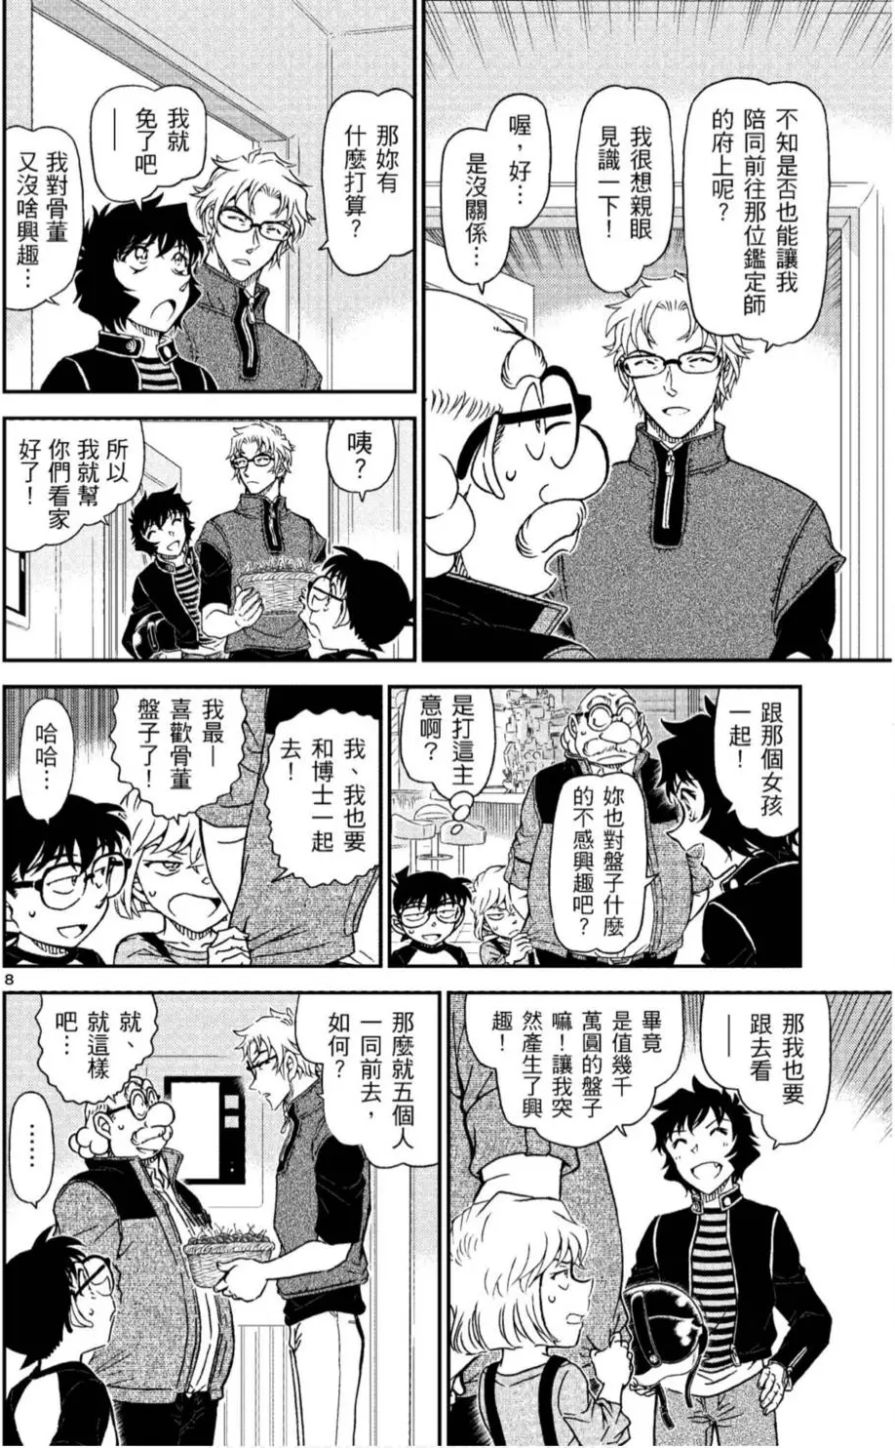 不知是否也能讓我
陪同前往那位鑑定師
的府上呢?
我很想親眼
見識一下!
喔,好⋯
是沒關係⋯
那妳有
什麼打算?
我就
免了吧
——
我對骨董
又沒啥興趣⋯
咦?
所以
我就幫
你們看家
好了!
跟那個女孩
一起!
妳也對盤子什麼
的不感興趣吧?
是打這主
意啊?
我、我也要
和博士一起
去!
我最—
喜歡骨董
盤子了!
哈哈⋯
8
那我也要
跟去看
——
畢竟
是值幾千
萬圓的盤子
嘛!讓我突
然產生了興
趣!
那麼就五個人
一同前去,
如何?
就、
就這樣
吧⋯
⋯⋯